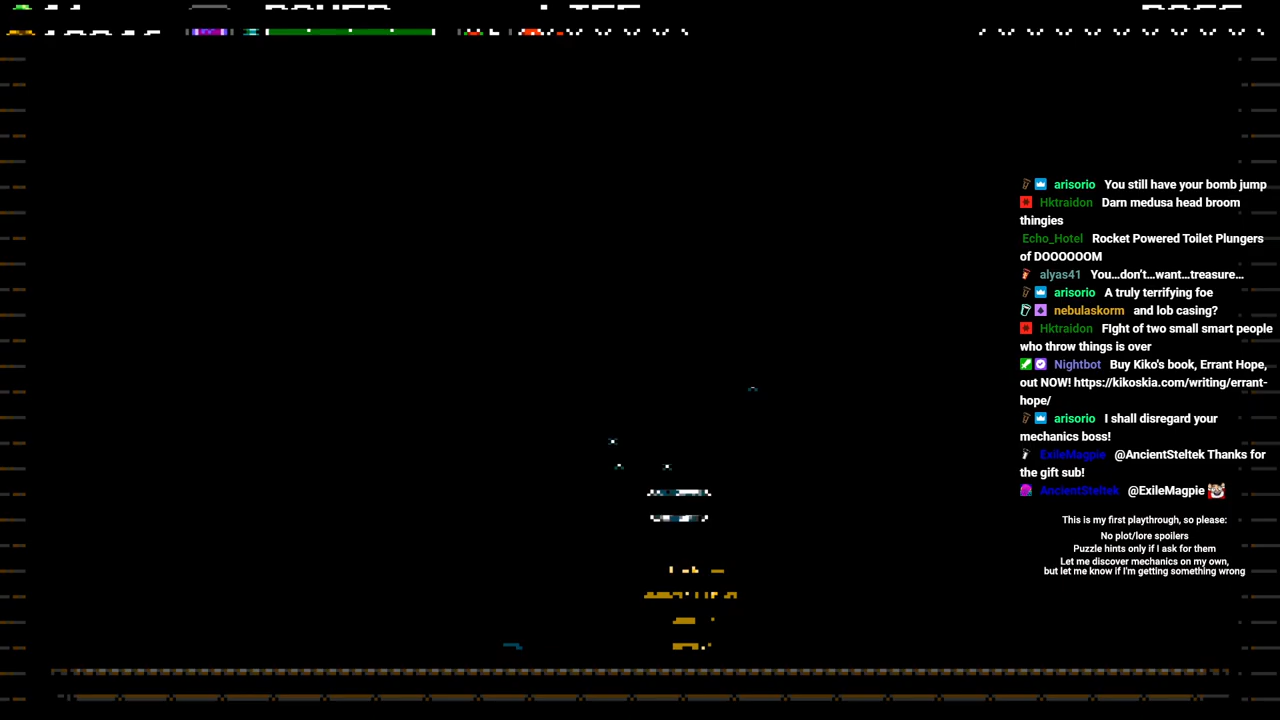 arisorio You still have your bomb jump
Hktraidon Darn medusa head broom
thingies
Echo_Hotel Rocket Powered Toilet Plungers
of DOOOOOOM
alyas41 You…don’t…want…treasure…
arisorio A truly terrifying foe
nebulaskorm and lob casing?
Hktraidon FIght of two small smart people
who throw things is over
Nightbot Buy Kiko's book, Errant Hope,
out NOW! https://kikoskia.com/writing/errant-
hope/
arisorio I shall disregard your
mechanics boss!
ExileMagpie @AncientSteltek Thanks for
the gift sub!
AncientSteltek @ExileMagpie
This is my first playthrough, so please:
No plot/lore spoilers
Puzzle hints only if I ask for them
Let me discover mechanics on my own,
but let me know if I'm getting something wrong